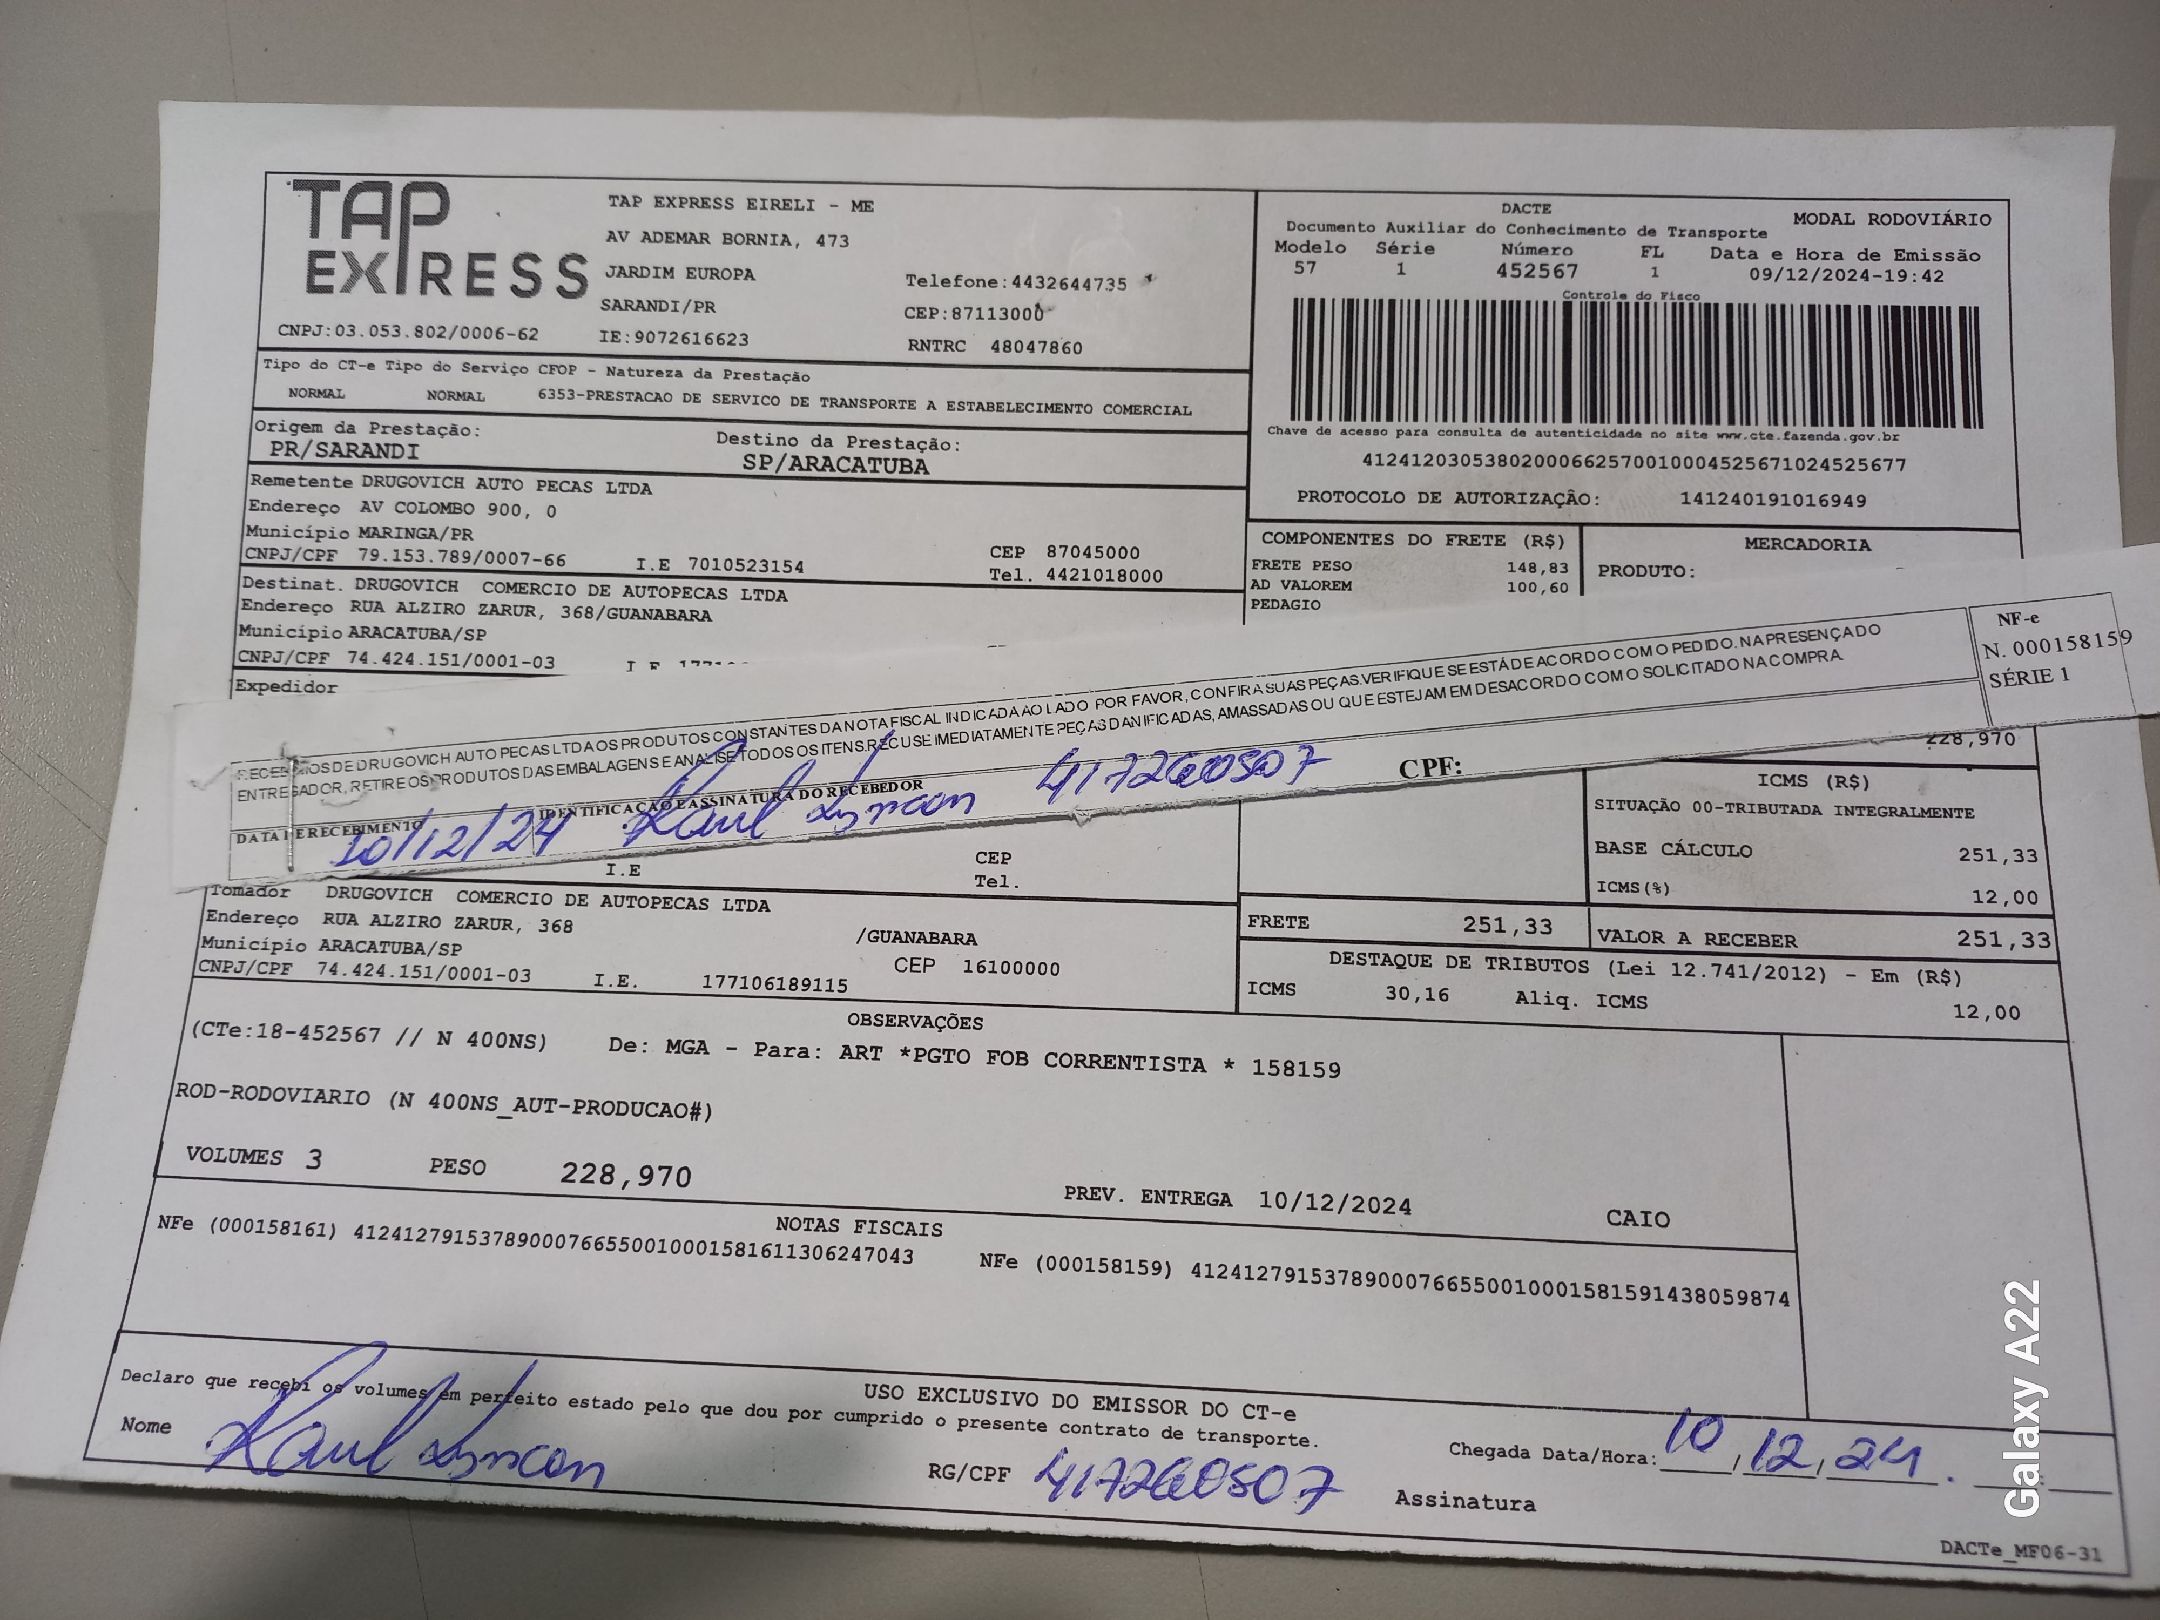 TAP
EXPRESS
CNPJ:03.053.802/0006-62
TAP EXPRESS EIRELI - ME
AV ADEMAR BORNIA, 473
JARDIM EUROPA
SARANDI/PR
IE:9072616623
Telefone:4432644735
CEP:87113000
RNTRC 48047860
DACTE
MODAL RODOVIÁRIO
Documento Auxiliar do Conhecimento de Transporte
Modelo Série Número FL Data e Hora de Emissão
57 1 452567 1 09/12/2024-19:42
Controle do Fisco
Chave de acesso para consulta de autenticidade no site www.cte.fazenda.gov.br
41241203053802000662570010004525671024525677
PROTOCOLO DE AUTORIZAÇÃO: 141240191016949
Tipo do CT-e Tipo do Serviço CFOP - Natureza da Prestação
NORMAL NORMAL 6353-PRESTACAO DE SERVICO DE TRANSPORTE A ESTABELECIMENTO COMERCIAL
Origem da Prestação: Destino da Prestação:
PR/SARANDI SP/ARACATUBA
Remetente DRUGOVICH AUTO PECAS LTDA
Endereço AV COLOMBO 900, 0
Município MARINGA/PR
CEP 87045000
CNPJ/CPF 79.153.789/0007-66 I.E 7010523154 Tel. 4421018000
Destinat. DRUGOVICH COMERCIO DE AUTOPECAS LTDA
Endereço RUA ALZIRO ZARUR, 368/GUANABARA
Município ARACATUBA/SP
CNPJ/CPF 74.424.151/0001-03
Expedidor
COMPONENTES DO FRETE (R$)
FRETE PESO 148,83
AD VALOREM 100,60
PEDAGIO
MERCADORIA
PRODUTO:
RECEBEMOS DE DRUGOVICH AUTO PECAS LTDA OS PRODUTOS CONSTANTES DA NOTA FISCAL INDICADA AO LADO POR FAVOR, CONFIRA SUAS PEÇAS.VERIFIQUE SE ESTÁ DE ACORDO COM O PEDIDO. NA PRESENÇA DO
ENTREGADOR, RETIRE OS PRODUTOS DAS EMBALAGENS E ANALISE TODOS OS ITENS.RECUSE IMEDIATAMENTE PEÇAS DANIFICADAS, AMASSADAS OU QUE ESTEJAM EM DESACORDO COM O SOLICITADO NA COMPRA.
NF-e
N. 000158159
SÉRIE 1
DATA DE RECEBIMENTO
10/12/24
IDENTIFICAÇÃO E ASSINATURA DO RECEBEDOR
Raul 417260507
CPF:
228,970
ICMS (R$)
SITUAÇÃO 00-TRIBUTADA INTEGRALMENTE
BASE CÁLCULO 251,33
ICMS(%) 12,00
I.E
CEP
Tel.
Tomador DRUGOVICH COMERCIO DE AUTOPECAS LTDA
Endereço RUA ALZIRO ZARUR, 368 /GUANABARA
Município ARACATUBA/SP CEP 16100000
CNPJ/CPF 74.424.151/0001-03 I.E. 177106189115
FRETE 251,33 VALOR A RECEBER 251,33
DESTAQUE DE TRIBUTOS (Lei 12.741/2012) - Em (R$)
ICMS 30,16 Aliq. ICMS 12,00
OBSERVAÇÕES
(CTe:18-452567 // N 400NS) De: MGA - Para: ART *PGTO FOB CORRENTISTA * 158159
ROD-RODOVIARIO (N 400NS_AUT-PRODUCAO#)
VOLUMES 3 PESO 228,970 PREV. ENTREGA 10/12/2024 CAIO
NOTAS FISCAIS
NFe (000158161) 41241279153789000766550010001581611306247043 NFe (000158159) 41241279153789000766550010001581591438059874
USO EXCLUSIVO DO EMISSOR DO CT-e
Declaro que recebi os volumes em perfeito estado pelo que dou por cumprido o presente contrato de transporte.
Nome Raul RG/CPF 417260507 Assinatura
Chegada Data/Hora: 10,12,24
DACTe_MF06-31
Galaxy A22